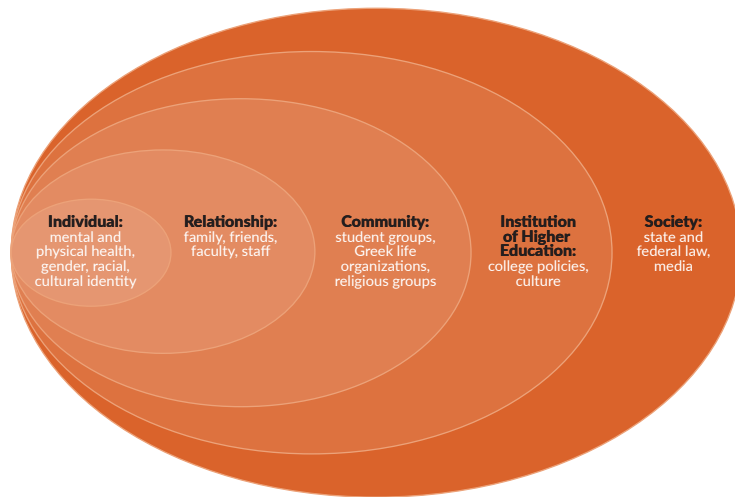 Individual:
mental and
physical health,
gender, racial,
cultural identity
Relationship:
family, friends,
faculty, staff
Community:
student groups,
Greek life
organizations,
religious groups
Institution
of Higher
Education:
college policies,
culture
Society:
state and
federal law,
media